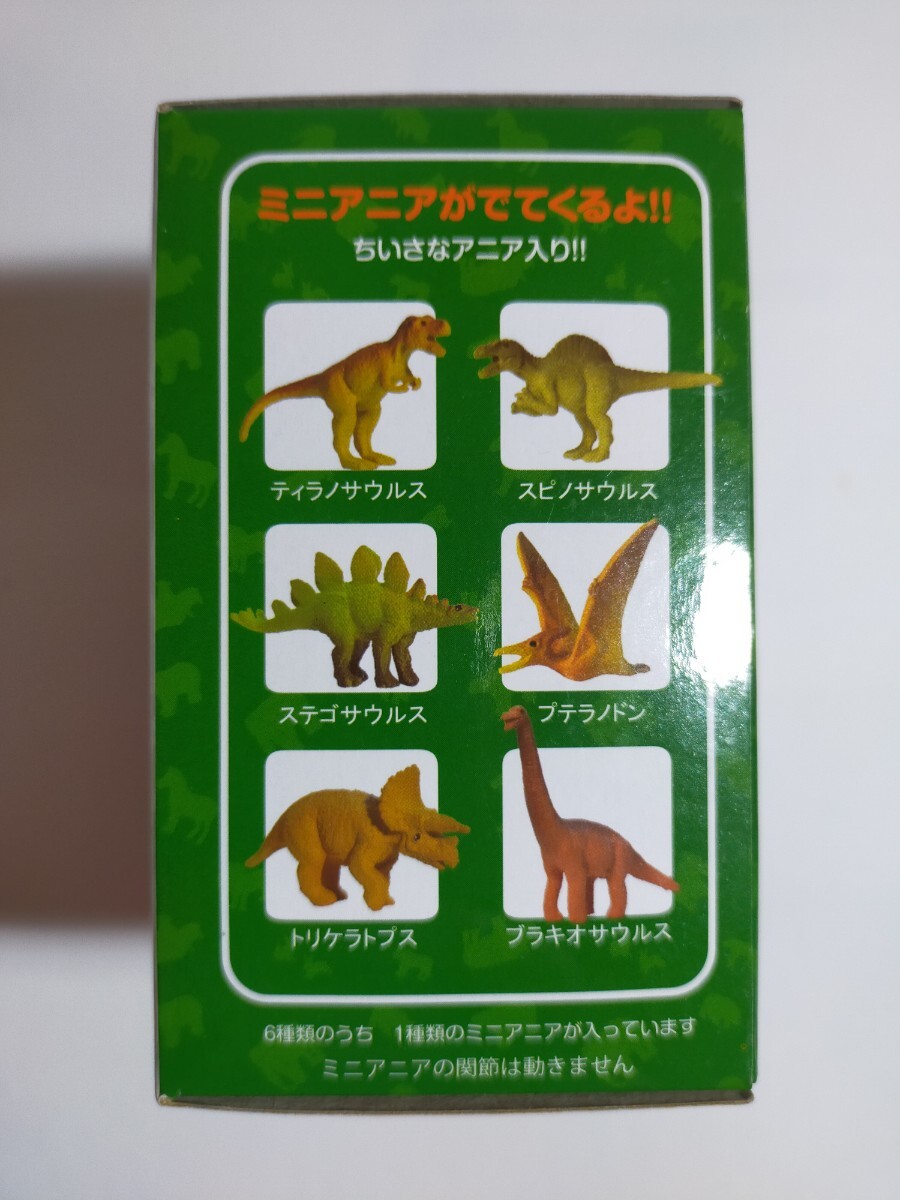 ミニアニアがでてくるよ!!
ちいさなアニア入り!!
ティラノサウルス
スピノサウルス
ステゴサウルス
プテラノドン
トリケラトプス
ブラキオサウルス
6種類のうち 1種類のミニアニアが入っています
ミニアニアの関節は動きません